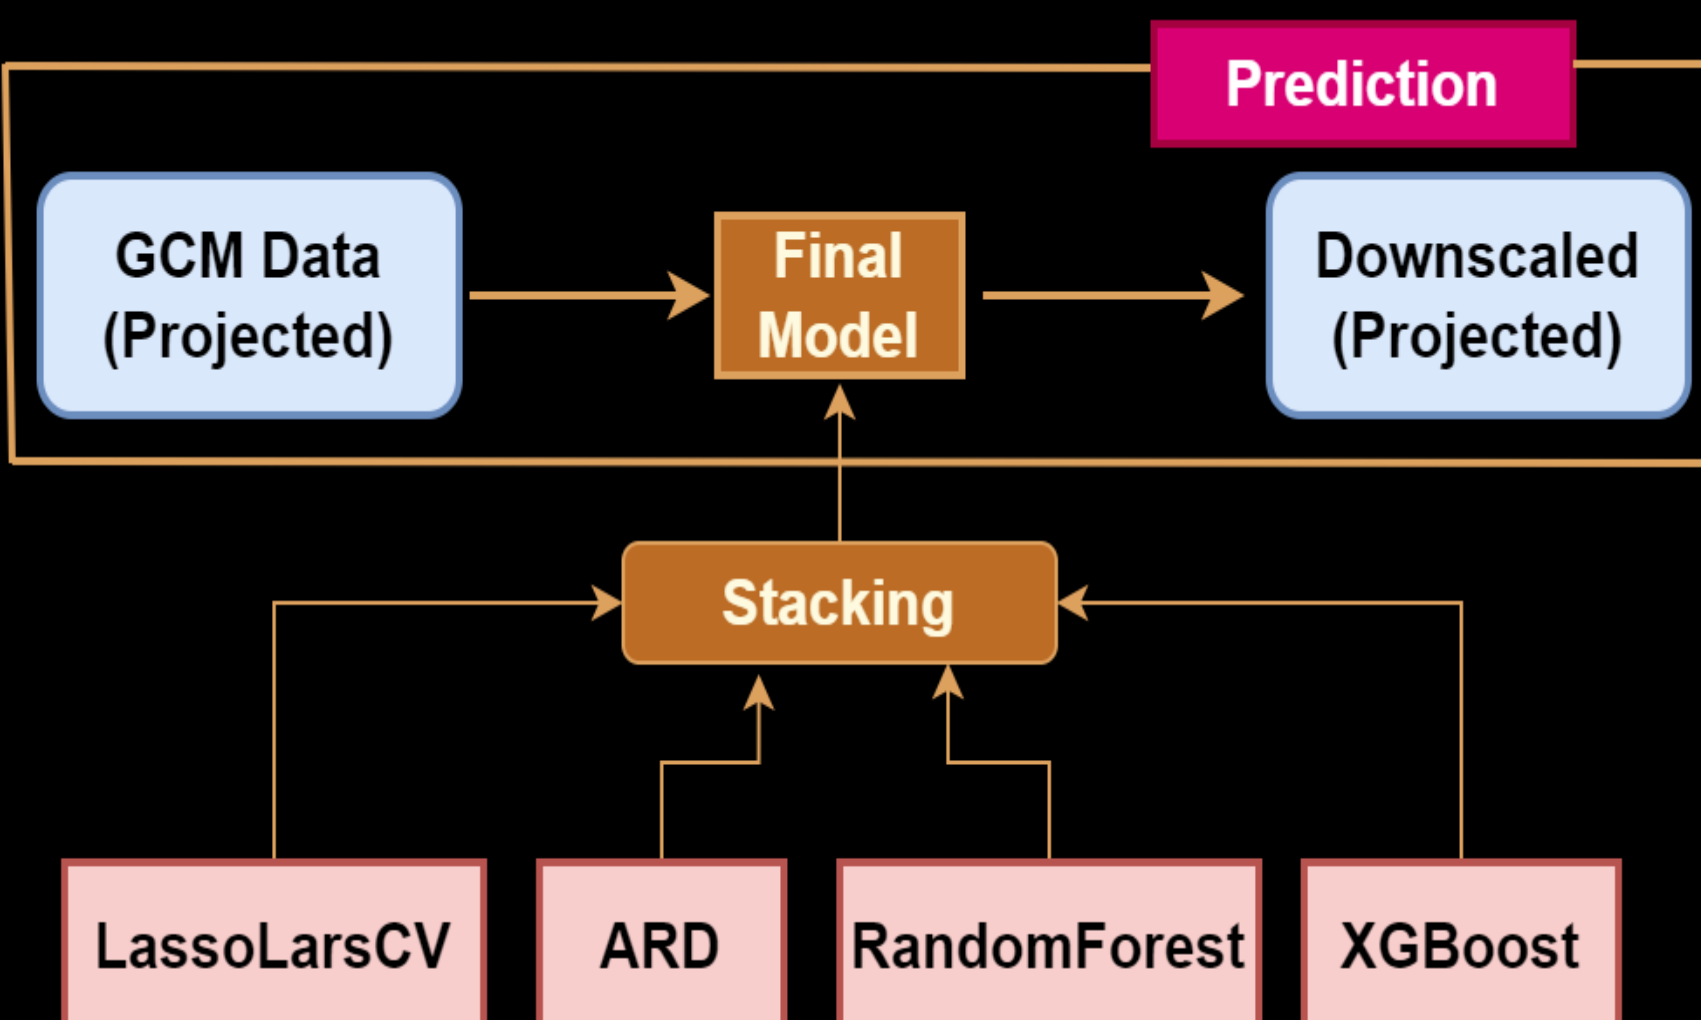 Prediction
GCM Data
(Projected)
Final
Model
Downscaled
(Projected)
Stacking
LassoLarsCV
ARD
RandomForest
XGBoost